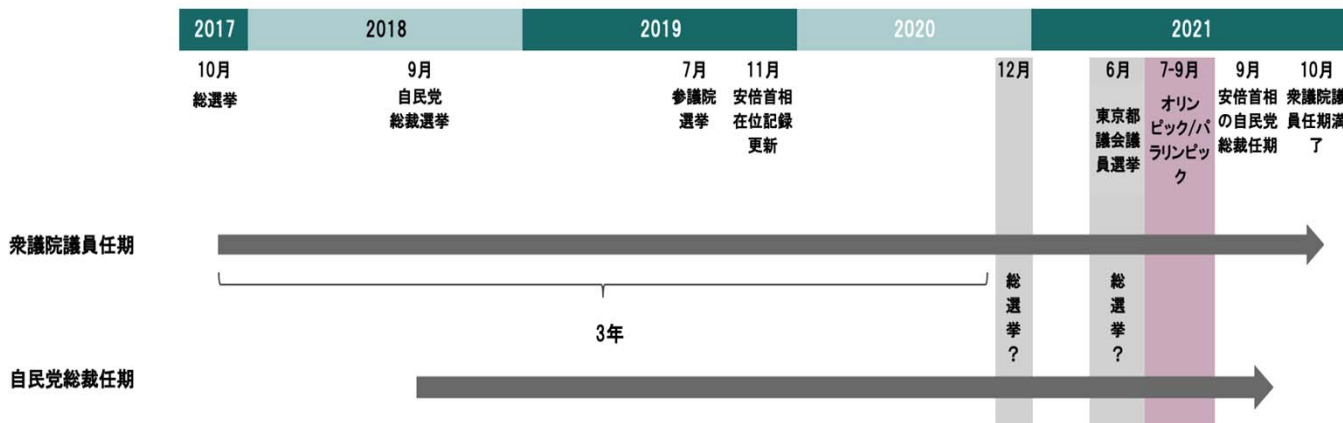 2017 2018 2019 2020 2021
10月
総選挙
9月
自民党
総裁選挙
7月
参議院
選挙
11月
安倍首相
在位記録
更新
12月
6月
東京都
議会議
員選挙
7-9月
オリン
ピック/パ
ラリンピッ
ク
9月
安倍首相
の自民党
総裁任期
10月
衆議院議
員任期満
了
衆議院議員任期
3年
総
選
挙
?
総
選
挙
?
自民党総裁任期